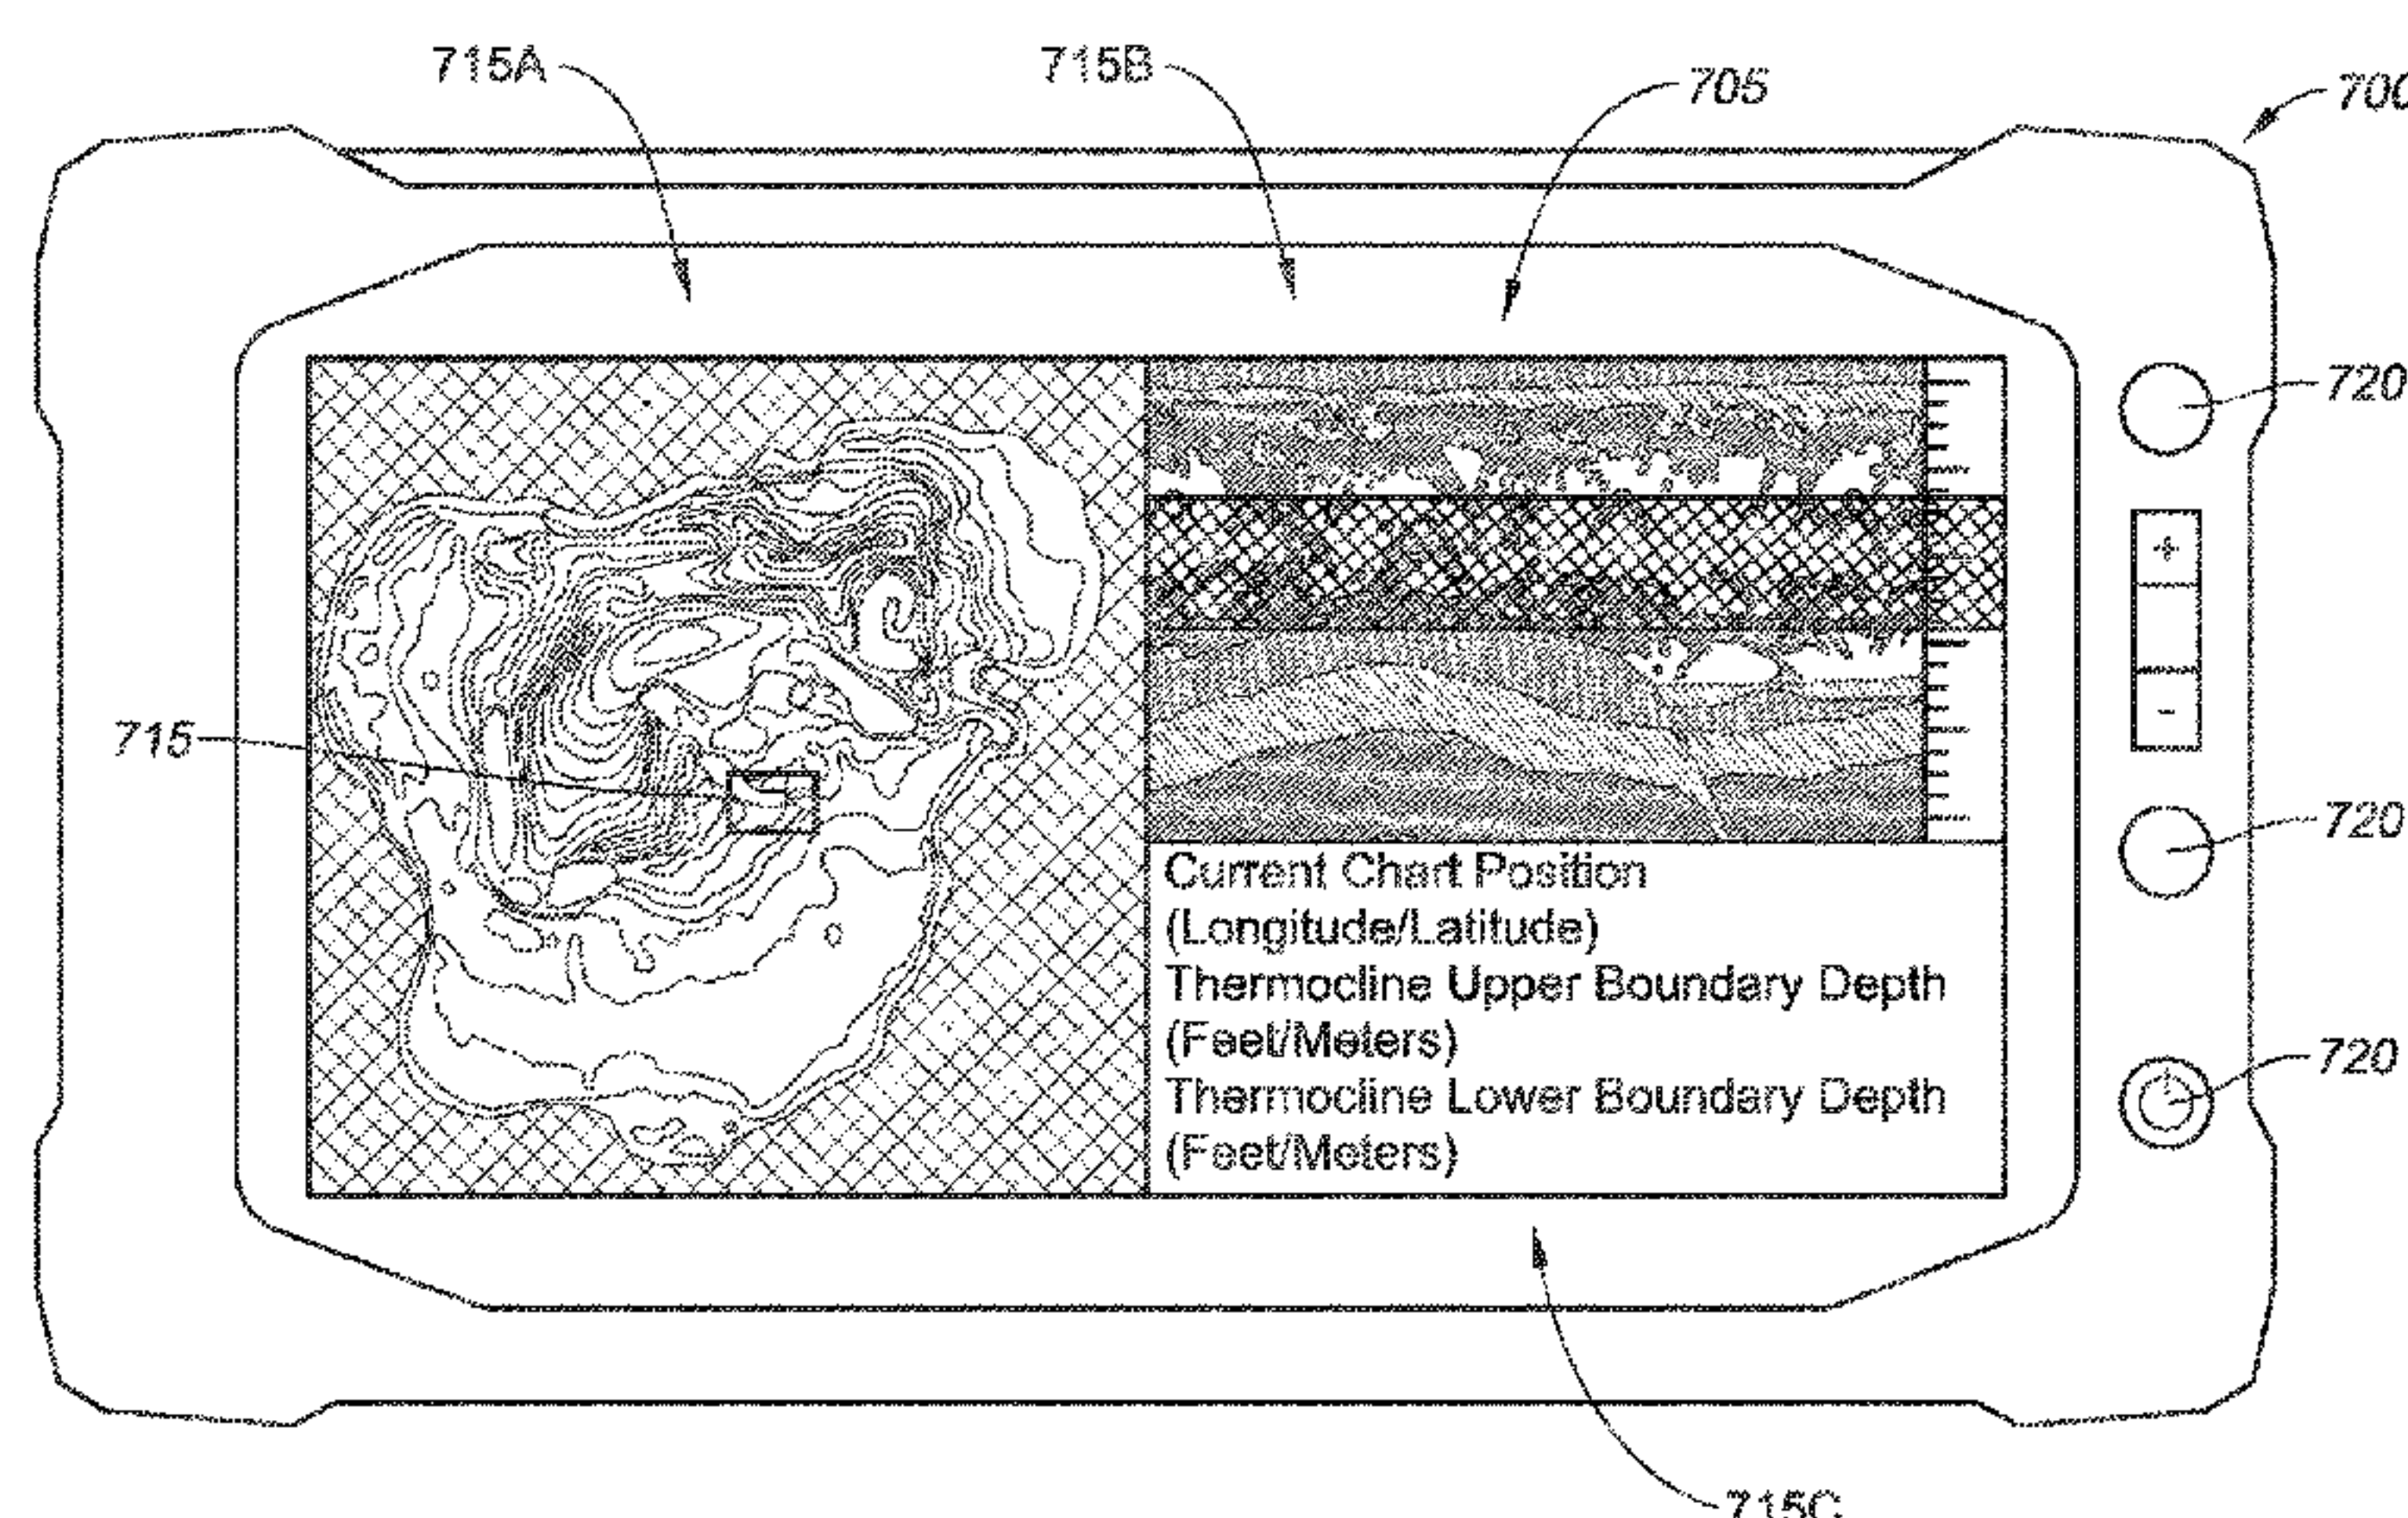 715A
715B
705
700
720
+
-
715
720
Current Chart Position
(Longitude/Latitude)
Thermocline Upper Boundary Depth
(Feet/Meters)
Thermocline Lower Boundary Depth
(Feet/Meters)
720
715C